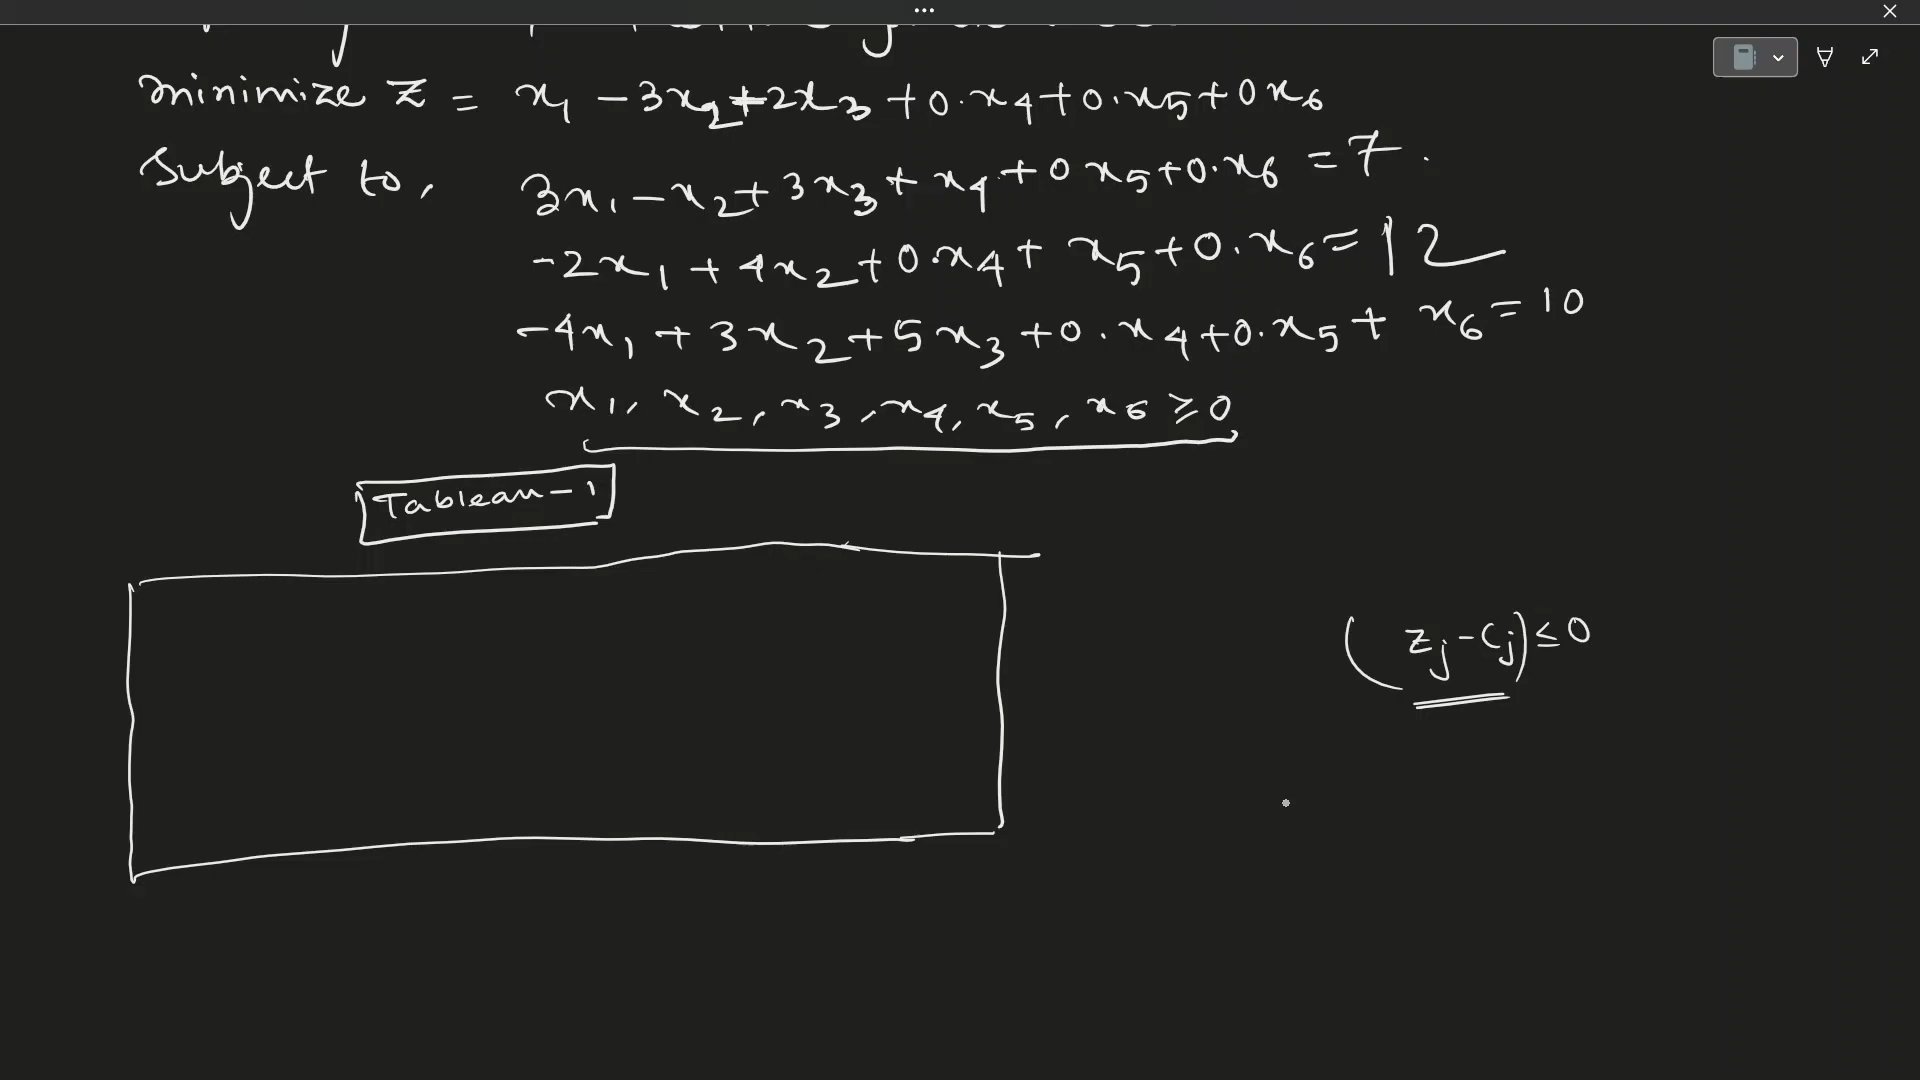 minimize Z = x₁ - 3x₂ + 2x₃ + 0.x₄ + 0.x₅ + 0x₆
Subject to, 3x₁ - x₂ + 3x₃ + x₄ + 0x₅ + 0.x₆ = 7.
-2x₁ + 4x₂ + 0.x₄ + x₅ + 0.x₆ = 12
-4x₁ + 3x₂ + 5x₃ + 0.x₄ + 0.x₅ + x₆ = 10
x₁, x₂, x₃, x₄, x₅, x₆ ≥ 0
Tableau-1
(Zj - Cj) ≤ 0